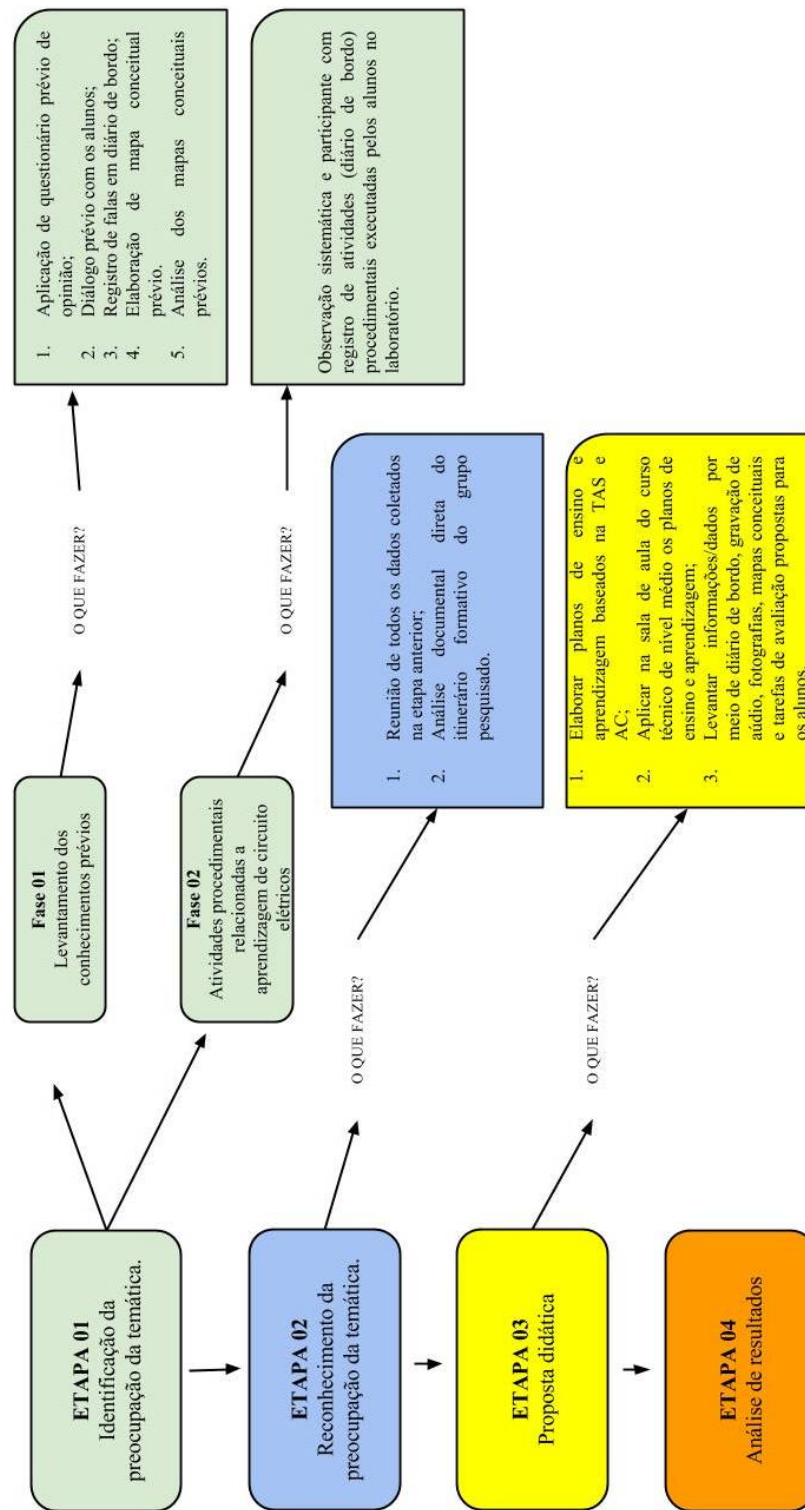 ETAPA 01
Identificação da
preocupação da temática.
Fase 01
Levantamento dos
conhecimentos prévios
O QUE FAZER?
1. Aplicação de questionário prévio de
opinião;
2. Diálogo prévio com os alunos;
3. Registro de falas em diário de bordo;
4. Elaboração de mapa conceitual
prévio.
5. Análise dos mapas conceituais
prévios.
Fase 02
Atividades procedimentais
relacionadas a
aprendizagem de circuito
elétricos
O QUE FAZER?
Observação sistemática e participante com
registro de atividades (diário de bordo)
procedimentais executadas pelos alunos no
laboratório.
ETAPA 02
Reconhecimento da
preocupação da temática.
O QUE FAZER?
1. Reunião de todos os dados coletados
na etapa anterior;
2. Análise documental direta do
itinerário formativo do grupo
pesquisado.
ETAPA 03
Proposta didática
O QUE FAZER?
1. Elaborar planos de ensino e
aprendizagem baseados na TAS e
AC;
2. Aplicar na sala de aula do curso
técnico de nível médio os planos de
ensino e aprendizagem;
3. Levantar informações/dados por
meio de diário de bordo, gravação de
aúdio, fotografias, mapas conceituais
e tarefas de avaliação propostas para
os alunos
ETAPA 04
Análise de resultados